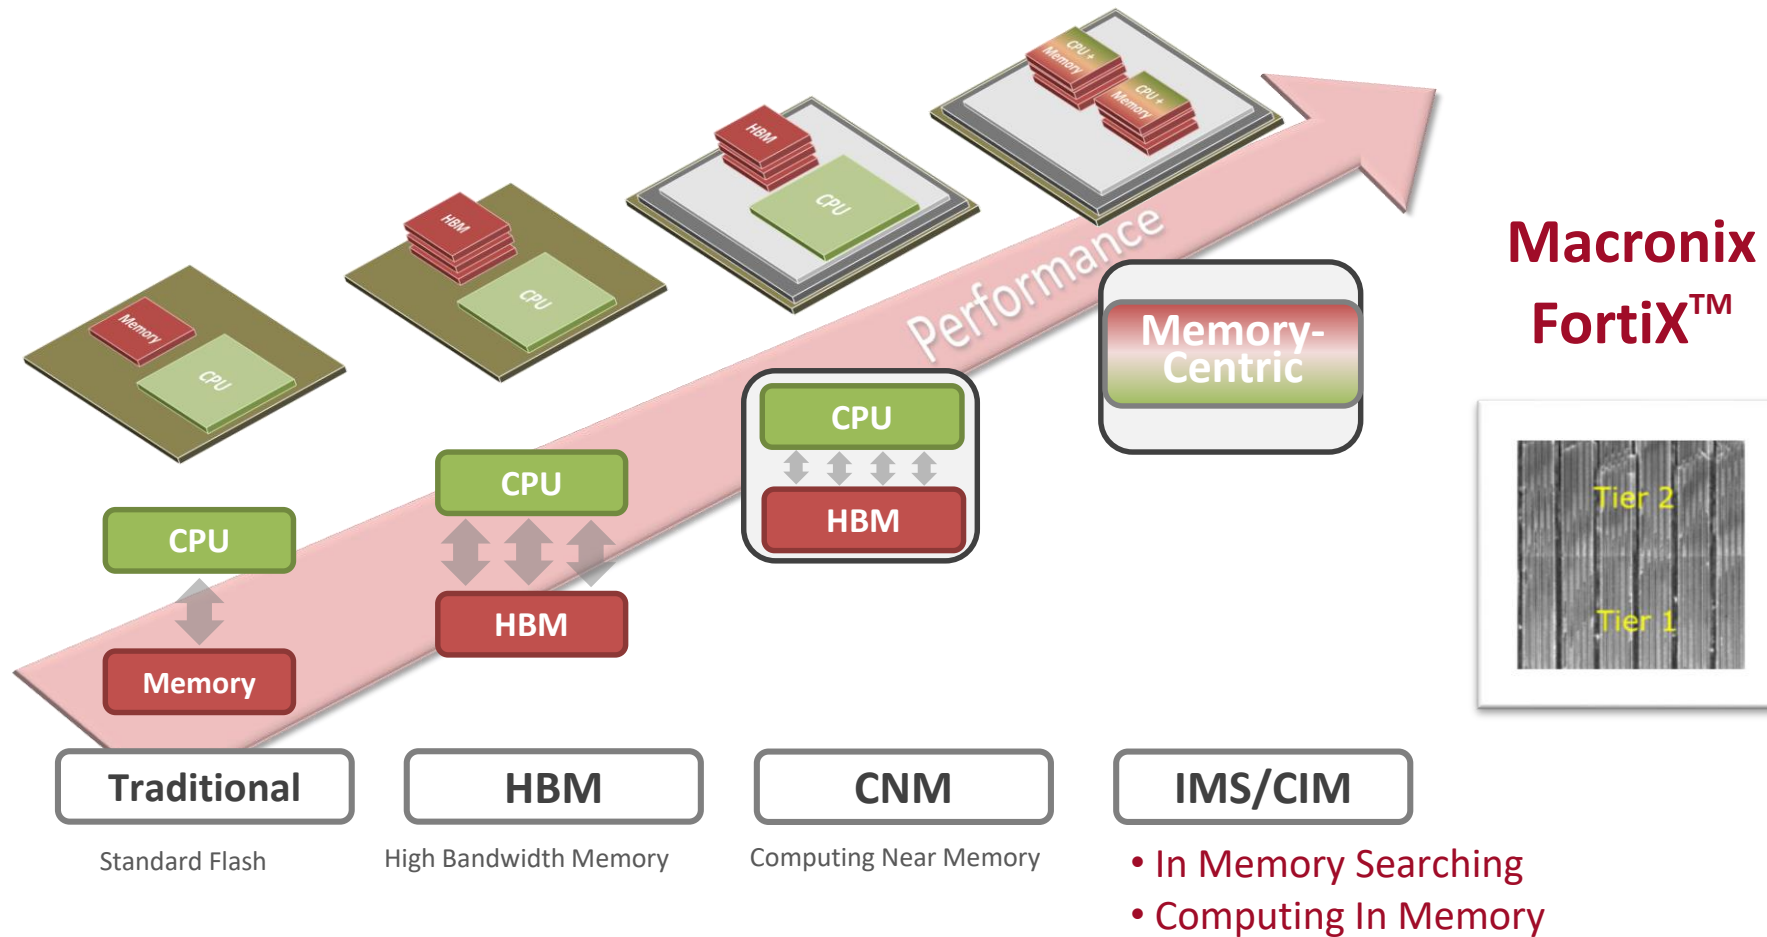 CPU +
Memory
CPU +
Memory
HBM
CPU
HBM
CPU
Memory
CPU
Performance
Macronix
FortiX™
Memory-
Centric
CPU
HBM
CPU
HBM
CPU
Memory
Tier 2
Tier 1
Traditional
HBM
CNM
IMS/CIM
Standard Flash
High Bandwidth Memory
Computing Near Memory
• In Memory Searching
• Computing In Memory